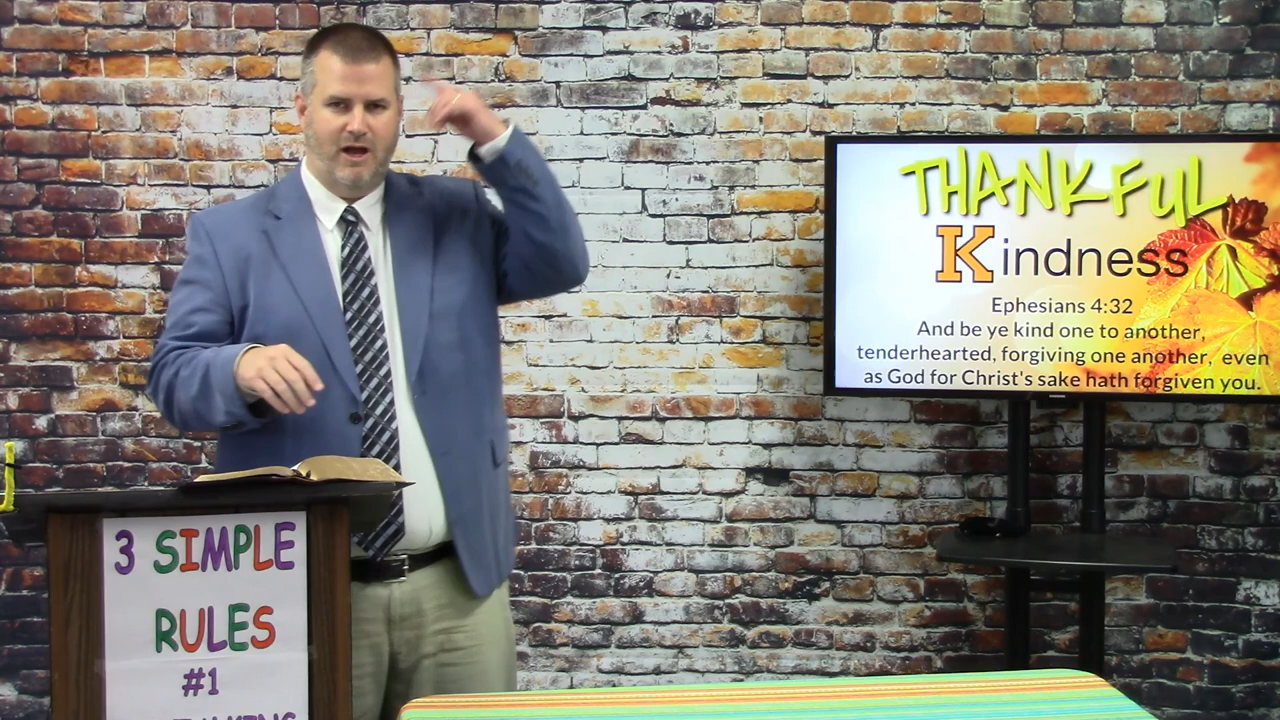 THANKFUL
Kindness
Ephesians 4:32
And be ye kind one to another,
tenderhearted, forgiving one another, even
as God for Christ's sake hath forgiven you.
3 SIMPLE
RULES
#1